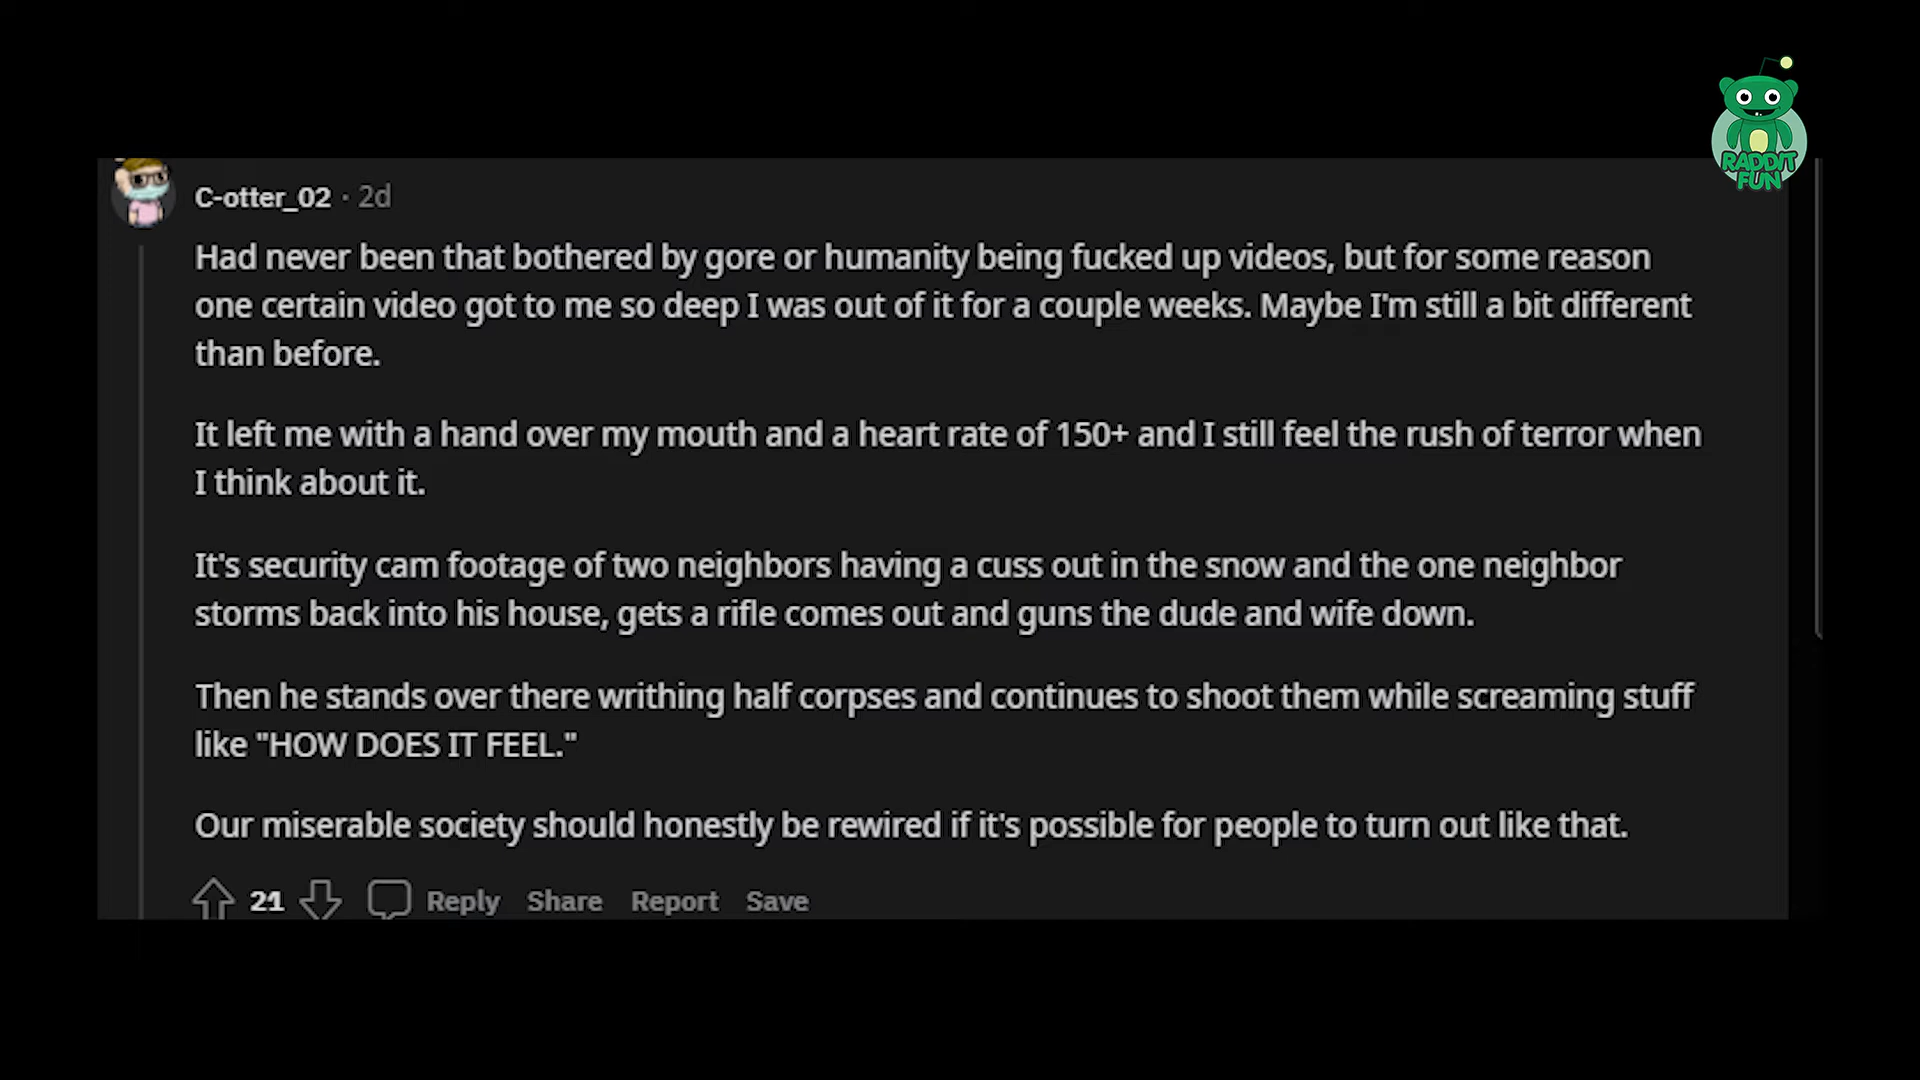 RADDIT
FUN
C-otter_02 · 2d
Had never been that bothered by gore or humanity being fucked up videos, but for some reason
one certain video got to me so deep I was out of it for a couple weeks. Maybe I'm still a bit different
than before.
It left me with a hand over my mouth and a heart rate of 150+ and I still feel the rush of terror when
I think about it.
It's security cam footage of two neighbors having a cuss out in the snow and the one neighbor
storms back into his house, gets a rifle comes out and guns the dude and wife down.
Then he stands over there writhing half corpses and continues to shoot them while screaming stuff
like "HOW DOES IT FEEL."
Our miserable society should honestly be rewired if it's possible for people to turn out like that.
21 Reply Share Report Save